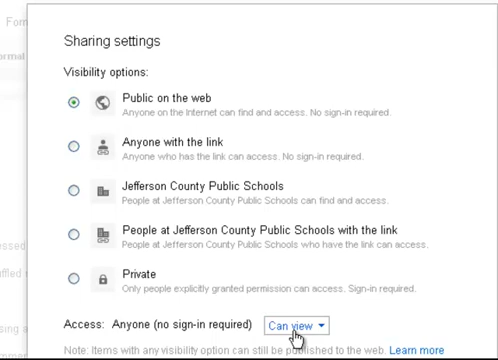 Form
Sharing settings
ormal
Visibility options:
Public on the web
Anyone on the Internet can find and access. No sign-in required.
Anyone with the link
Anyone who has the link can access. No sign-in required.
Jefferson County Public Schools
People at Jefferson County Public Schools can find and access.
People at Jefferson County Public Schools with the link
People at Jefferson County Public Schools who have the link can access.
essed
Private
uffled
Only people explicitly granted permission can access. Sign-in required.
Access: Anyone (no sign-in required) Can view
sing a
Note: Items with any visibility option can still be published to the web. Learn more